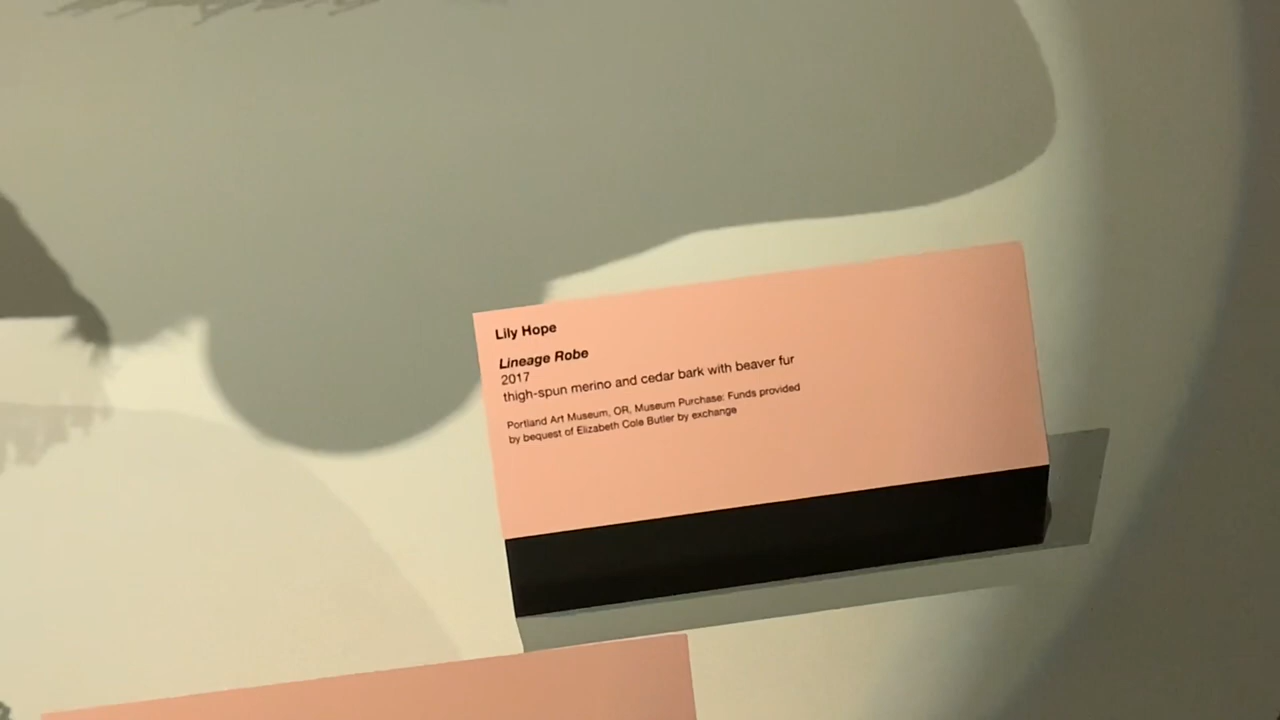 Lily Hope
Lineage Robe
2017
thigh-spun merino and cedar bark with beaver fur
Portland Art Museum, OR, Museum Purchase: Funds provided
by bequest of Elizabeth Cole Butler by exchange